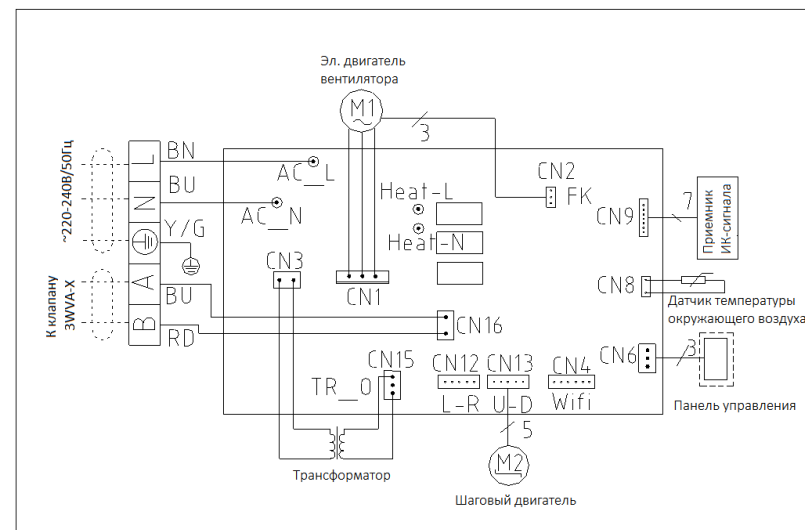 Эл. двигатель
вентилятора
M1
3
~220-240В/50Гц
L
BN
AC_L
CN2
FK
N
BU
AC_N
Heat-L
Heat-N
CN9
7
Приемник
ИК-сигнала
Y/G
CN3
CN1
CN8
Датчик температуры
окружающего воздуха
К клапану
3WVA-X
A
BU
B
RD
CN16
CN15
TR_O
CN12
L-R
CN13
U-D
CN4
Wifi
CN6
3
Панель управления
5
M2
Трансформатор
Шаговый двигатель